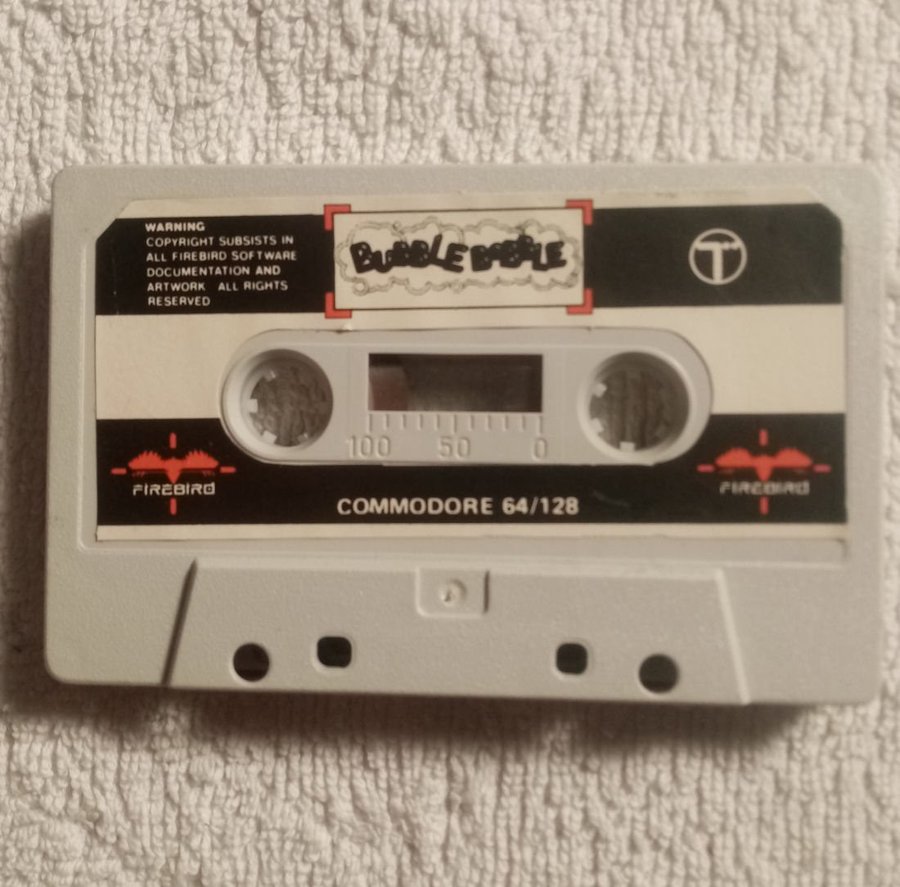 WARNING
COPYRIGHT SUBSISTS IN
ALL FIREBIRD SOFTWARE
DOCUMENTATION AND
ARTWORK ALL RIGHTS
RESERVED
BUBBLE BOBBLE
T
100 50 0
FIREBIRD
FIREBIRD
COMMODORE 64/128